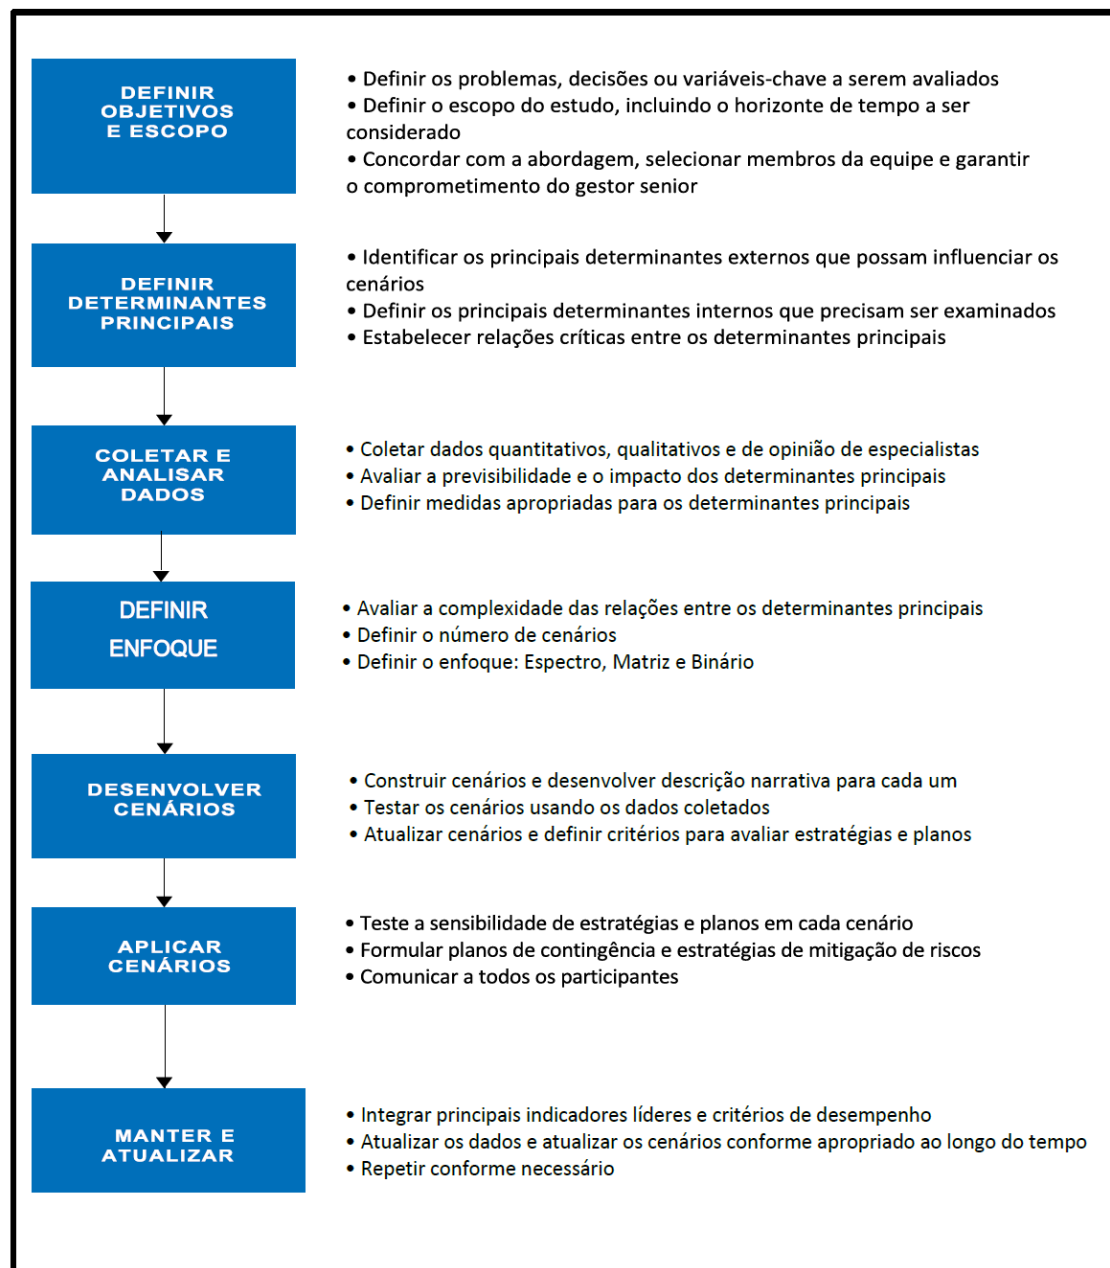 DEFINIR
OBJETIVOS
E ESCOPO
• Definir os problemas, decisões ou variáveis-chave a serem avaliados
• Definir o escopo do estudo, incluindo o horizonte de tempo a ser
considerado
• Concordar com a abordagem, selecionar membros da equipe e garantir
o comprometimento do gestor senior
DEFINIR
DETERMINANTES
PRINCIPAIS
• Identificar os principais determinantes externos que possam influenciar os
cenários
• Definir os principais determinantes internos que precisam ser examinados
• Estabelecer relações críticas entre os determinantes principais
COLETAR E
ANALISAR
DADOS
• Coletar dados quantitativos, qualitativos e de opinião de especialistas
• Avaliar a previsibilidade e o impacto dos determinantes principais
• Definir medidas apropriadas para os determinantes principais
DEFINIR
ENFOQUE
• Avaliar a complexidade das relações entre os determinantes principais
• Definir o número de cenários
• Definir o enfoque: Espectro, Matriz e Binário
DESENVOLVER
CENÁRIOS
• Construir cenários e desenvolver descrição narrativa para cada um
• Testar os cenários usando os dados coletados
• Atualizar cenários e definir critérios para avaliar estratégias e planos
APLICAR
CENÁRIOS
• Teste a sensibilidade de estratégias e planos em cada cenário
• Formular planos de contingência e estratégias de mitigação de riscos
• Comunicar a todos os participantes
MANTER E
ATUALIZAR
• Integrar principais indicadores líderes e critérios de desempenho
• Atualizar os dados e atualizar os cenários conforme apropriado ao longo do tempo
• Repetir conforme necessário